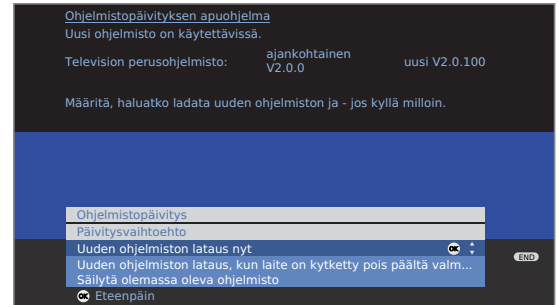 Ohjelmistopäivityksen apuohjelma
Uusi ohjelmisto on käytettävissä.
Television perusohjelmisto: ajankohtainen V2.0.0 uusi V2.0.100
Määritä, haluatko ladata uuden ohjelmiston ja - jos kyllä milloin.
Ohjelmistopäivitys
Päivitysvaihtoehto
Uuden ohjelmiston lataus nyt OK
END
Uuden ohjelmiston lataus, kun laite on kytketty pois päältä valm...
Säilytä olemassa oleva ohjelmisto
OK Eteenpäin